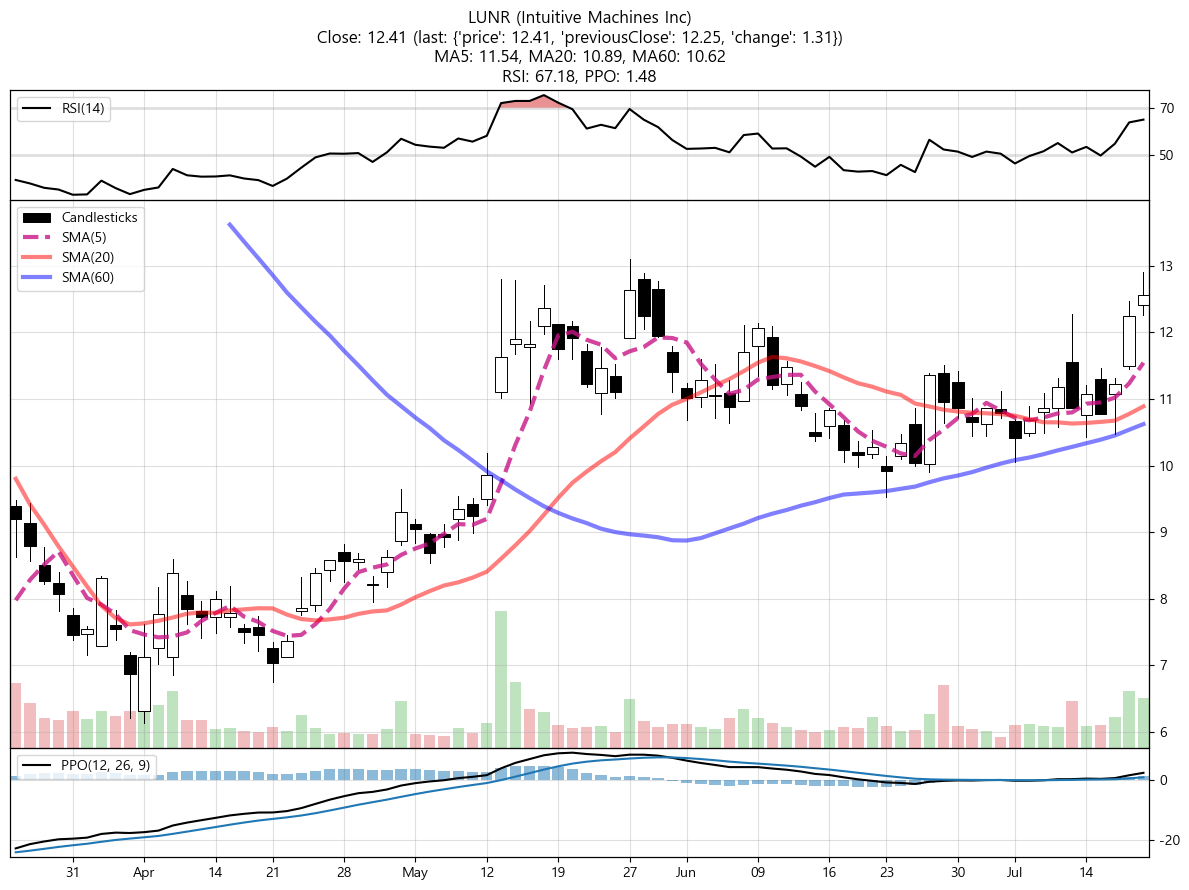 LUNR (Intuitive Machines Inc)
Close: 12.41 (last: {'price': 12.41, 'previousClose': 12.25, 'change': 1.31})
MA5: 11.54, MA20: 10.89, MA60: 10.62
RSI: 67.18, PPO: 1.48
RSI(14)
70
50
Candlesticks
SMA(5)
SMA(20)
SMA(60)
13
12
11
10
9
8
7
6
PPO(12, 26, 9)
0
-20
31 Apr 14 21 28 May 12 19 27 Jun 09 16 23 30 Jul 14